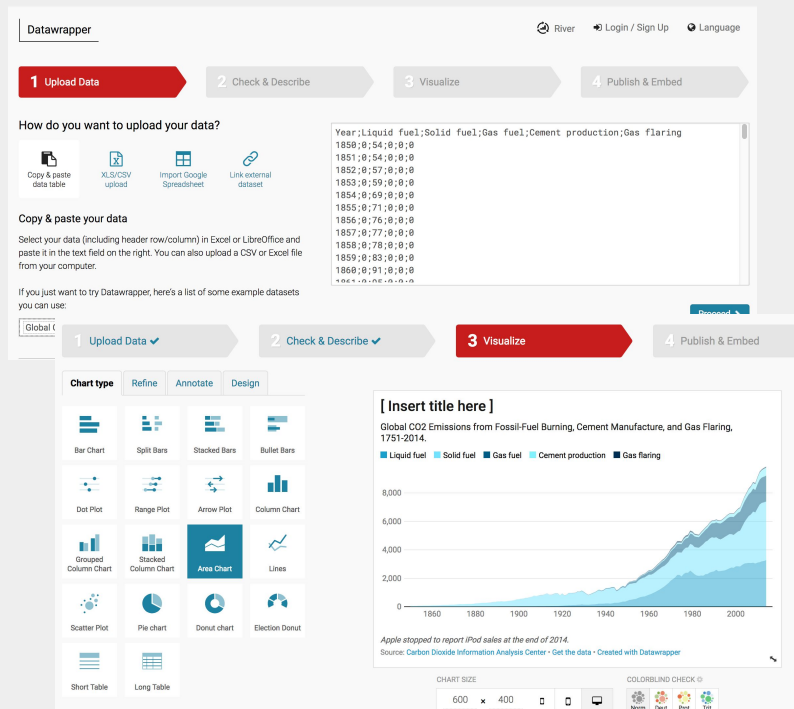 Datawrapper
River
Login / Sign Up
Language
1 Upload Data
2 Check & Describe
3 Visualize
4 Publish & Embed
How do you want to upload your data?
Copy & paste
data table
XLS/CSV
upload
Import Google
Spreadsheet
Link external
dataset
Copy & paste your data
Select your data (including header row/column) in Excel or LibreOffice and
paste it in the text field on the right. You can also upload a CSV or Excel file
from your computer.
If you just want to try Datawrapper, here's a list of some example datasets
you can use:
Global
Year;Liquid fuel;Solid fuel;Gas fuel;Cement production;Gas flaring
1850;0;54;0;0;0
1851;0;54;0;0;0
1852;0;57;0;0;0
1853;0;59;0;0;0
1854;0;69;0;0;0
1855;0;71;0;0;0
1856;0;76;0;0;0
1857;0;77;0;0;0
1858;0;78;0;0;0
1859;0;83;0;0;0
1860;0;91;0;0;0
1861;0;95;0;0;0
Proceed
1 Upload Data
2 Check & Describe
3 Visualize
4 Publish & Embed
Chart type
Refine
Annotate
Design
Bar Chart
Split Bars
Stacked Bars
Bullet Bars
Dot Plot
Range Plot
Arrow Plot
Column Chart
Grouped
Column Chart
Stacked
Column Chart
Area Chart
Lines
Scatter Plot
Pie chart
Donut chart
Election Donut
Short Table
Long Table
[ Insert title here ]
Global CO2 Emissions from Fossil-Fuel Burning, Cement Manufacture, and Gas Flaring,
1751-2014.
Liquid fuel Solid fuel Gas fuel Cement production Gas flaring
8,000
6,000
4,000
2,000
0
1860 1880 1900 1920 1940 1960 1980 2000
Apple stopped to report iPod sales at the end of 2014.
Source: Carbon Dioxide Information Analysis Center • Get the data • Created with Datawrapper
CHART SIZE
600 × 400
COLORBLIND CHECK
Norm Deut Prot Trit